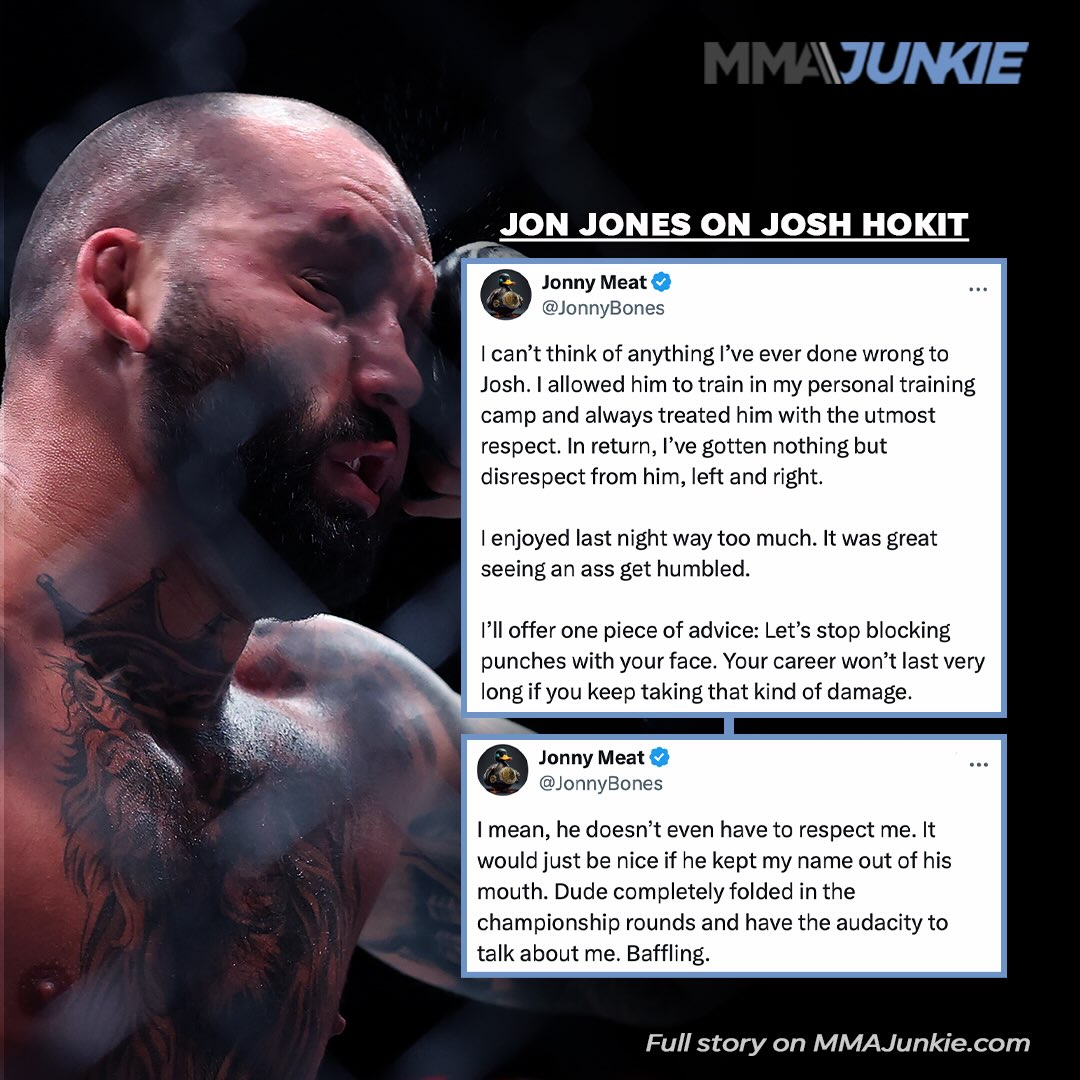 MMAJUNKIE
JON JONES ON JOSH HOKIT
Jonny Meat
@JonnyBones
I can’t think of anything I’ve ever done wrong to
Josh. I allowed him to train in my personal training
camp and always treated him with the utmost
respect. In return, I’ve gotten nothing but
disrespect from him, left and right.
I enjoyed last night way too much. It was great
seeing an ass get humbled.
I’ll offer one piece of advice: Let’s stop blocking
punches with your face. Your career won’t last very
long if you keep taking that kind of damage.
Jonny Meat
@JonnyBones
I mean, he doesn’t even have to respect me. It
would just be nice if he kept my name out of his
mouth. Dude completely folded in the
championship rounds and have the audacity to
talk about me. Baffling.
Full story on MMAJunkie.com